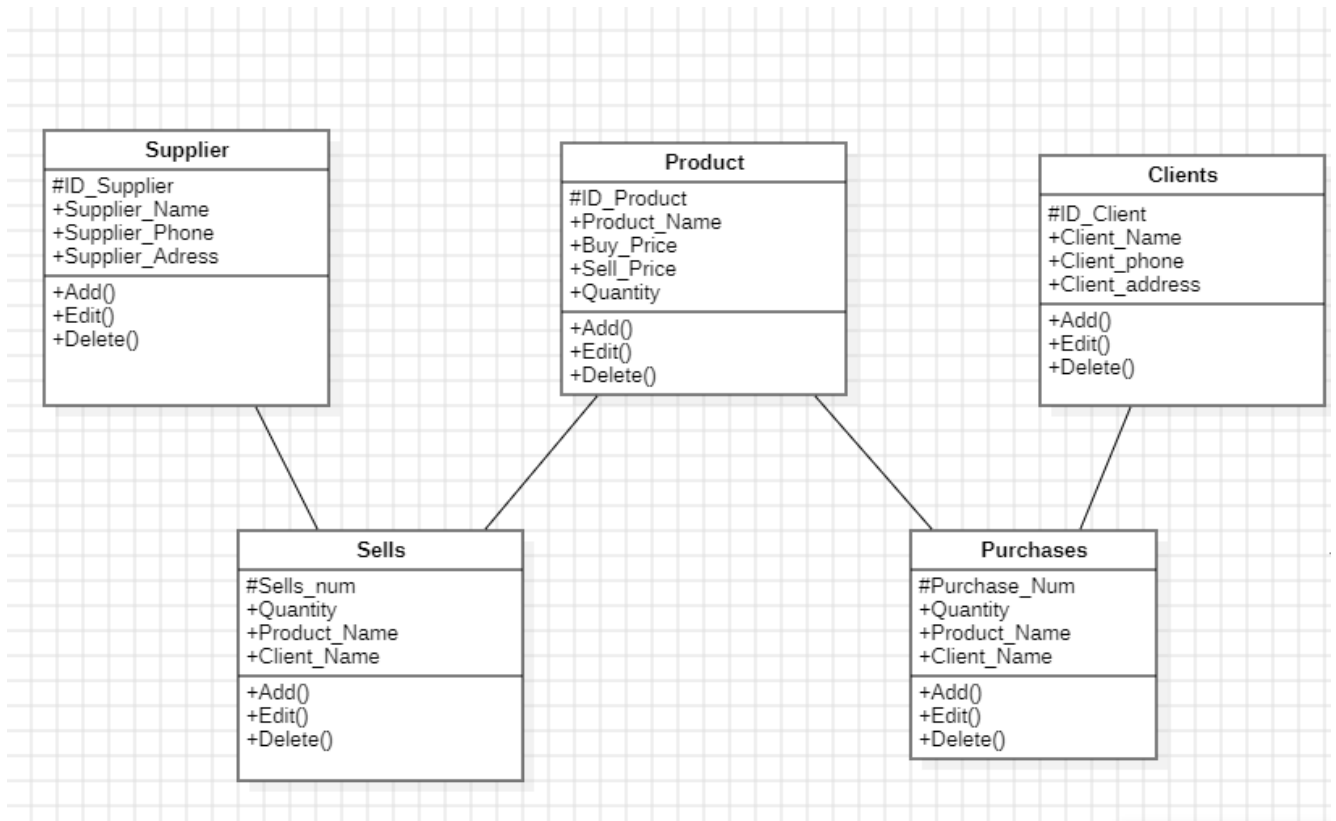 Supplier
#ID_Supplier
+Supplier_Name
+Supplier_Phone
+Supplier_Adress
+Add()
+Edit()
+Delete()
Product
#ID_Product
+Product_Name
+Buy_Price
+Sell_Price
+Quantity
+Add()
+Edit()
+Delete()
Clients
#ID_Client
+Client_Name
+Client_phone
+Client_address
+Add()
+Edit()
+Delete()
Sells
#Sells_num
+Quantity
+Product_Name
+Client_Name
+Add()
+Edit()
+Delete()
Purchases
#Purchase_Num
+Quantity
+Product_Name
+Client_Name
+Add()
+Edit()
+Delete()